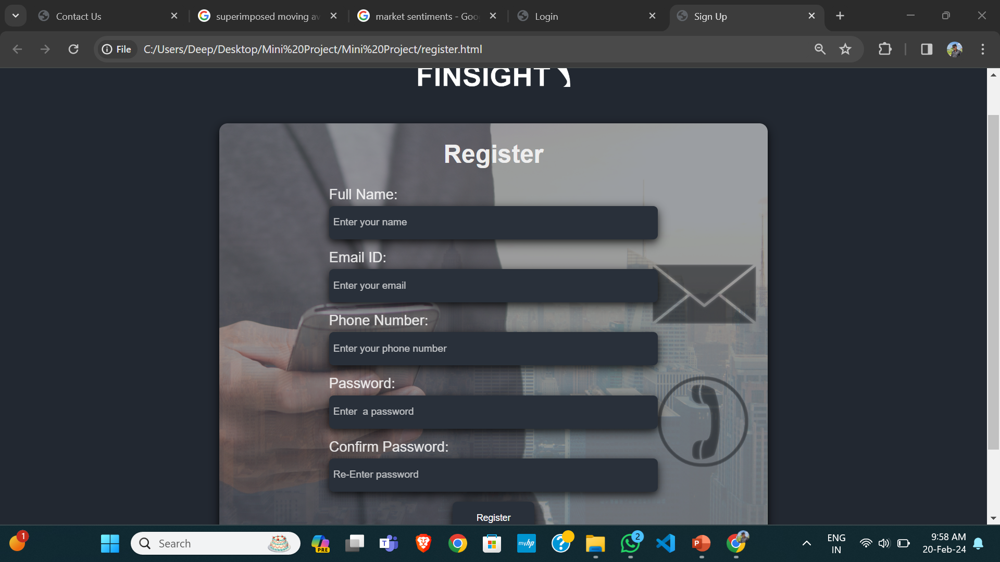 Contact Us
superimposed moving av
market sentiments - Goo
Login
Sign Up
File
C:/Users/Deep/Desktop/Mini%20Project/Mini%20Project/register.html
FINSIGHT
Register
Full Name:
Enter your name
Email ID:
Enter your email
Phone Number:
Enter your phone number
Password:
Enter  a password
Confirm Password:
Re-Enter password
Register
1
Search
PRE
T
myhp
?
2
P
ENG
IN
9:58 AM
20-Feb-24